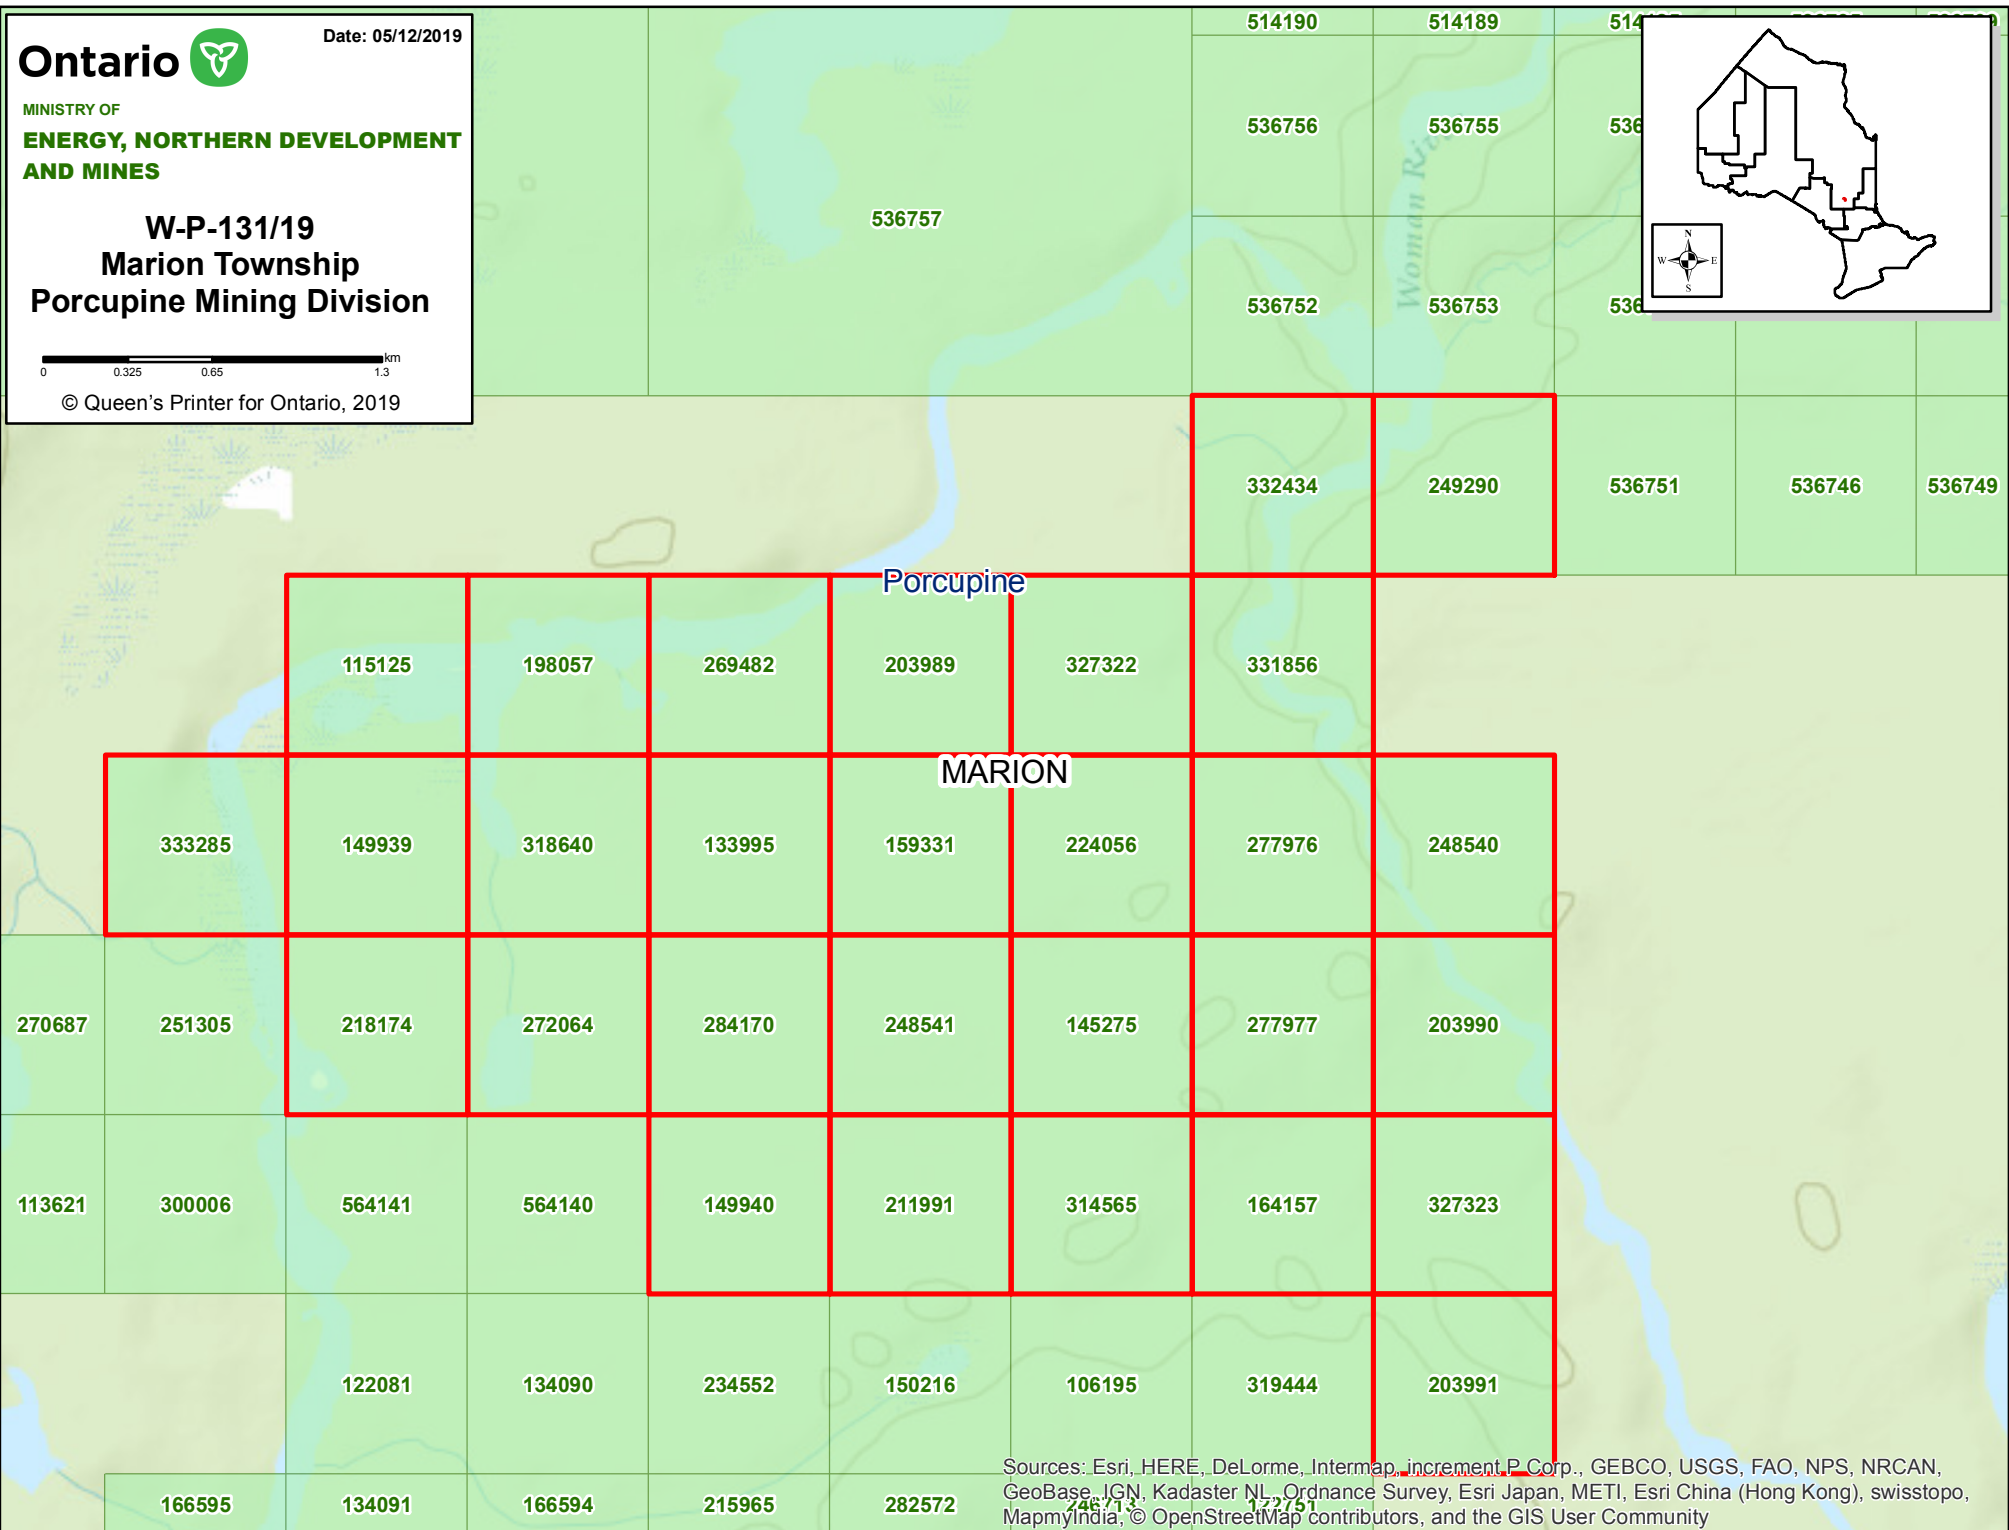 Date: 05/12/2019
Ontario
MINISTRY OF
ENERGY, NORTHERN DEVELOPMENT
AND MINES
W-P-131/19
Marion Township
Porcupine Mining Division
km
0 0.325 0.65 1.3
© Queen's Printer for Ontario, 2019
N
W E
S
514190 514189
536756 536755
536757
Woman River
536752 536753
332434 249290 536751 536746 536749
Porcupine
115125 198057 269482 203989 327322 331856
MARION
333285 149939 318640 133995 159331 224056 277976 248540
270687 251305 218174 272064 284170 248541 145275 277977 203990
113621 300006 564141 564140 149940 211991 314565 164157 327323
122081 134090 234552 150216 106195 319444 203991
166595 134091 166594 215965 282572 246713 122751
Sources: Esri, HERE, DeLorme, Intermap, increment P Corp., GEBCO, USGS, FAO, NPS, NRCAN,
GeoBase, IGN, Kadaster NL, Ordnance Survey, Esri Japan, METI, Esri China (Hong Kong), swisstopo,
MapmyIndia, © OpenStreetMap contributors, and the GIS User Community